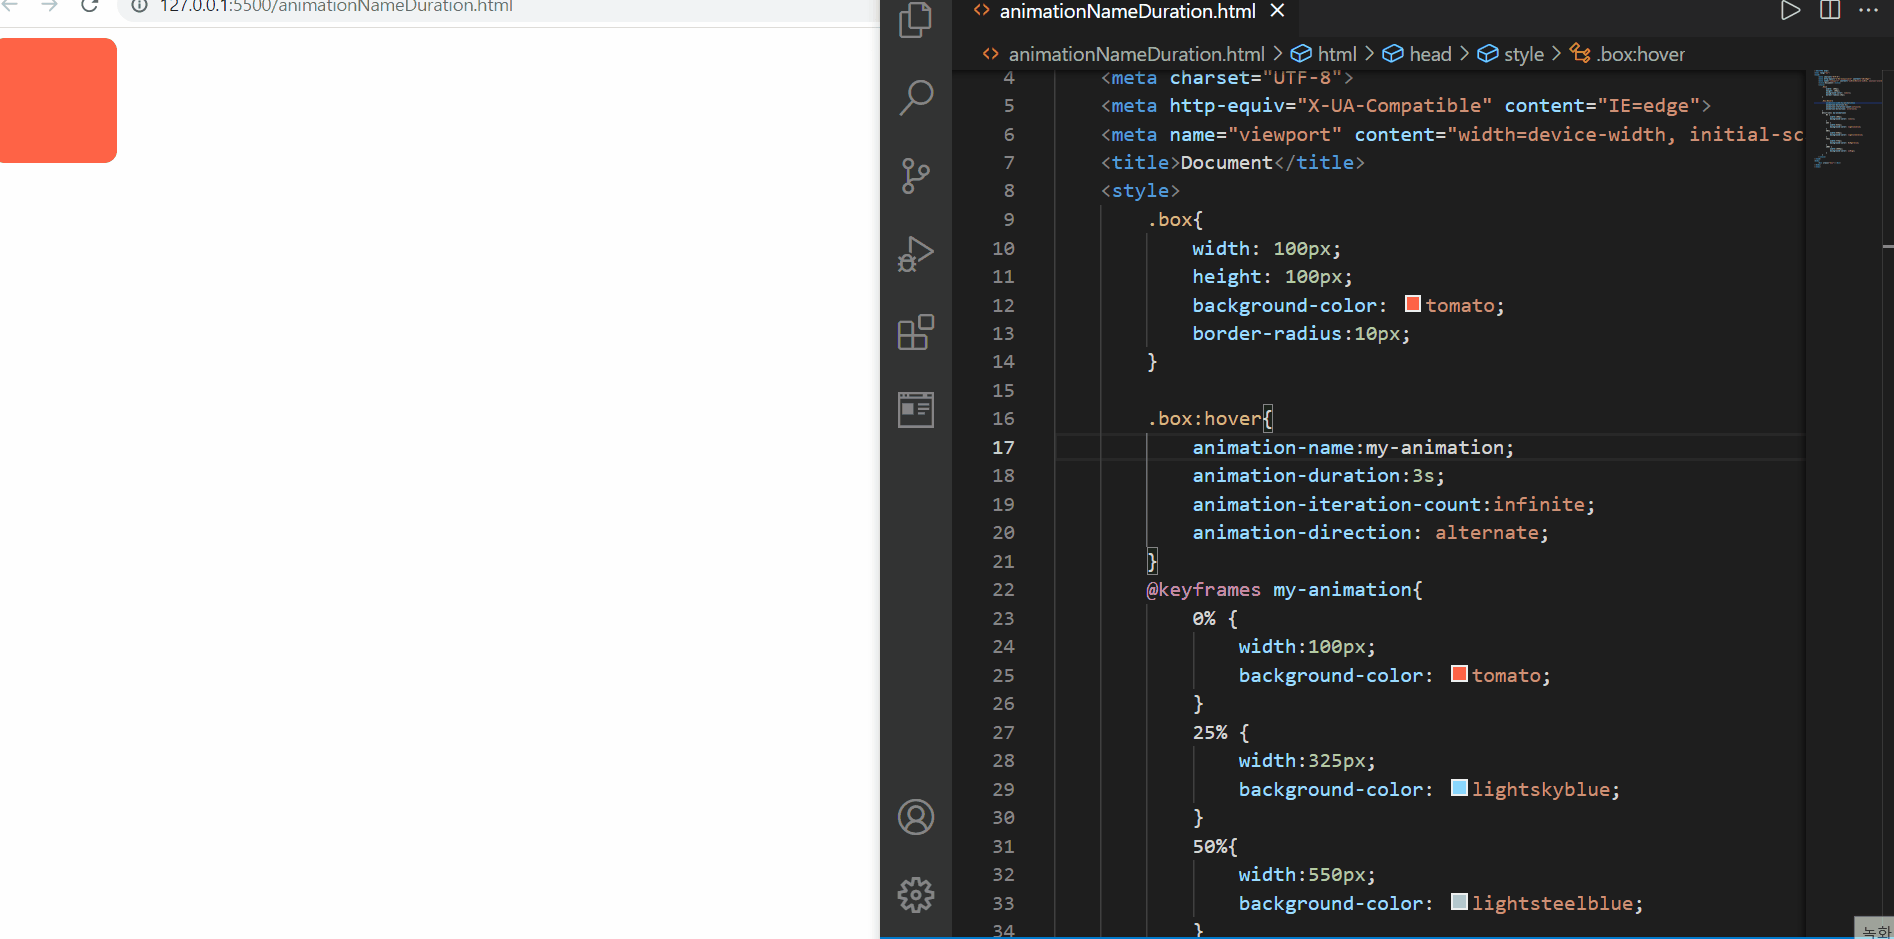 127.0.0.1:5500/animationNameDuration.html
animationNameDuration.html
animationNameDuration.html > html > head > style > .box:hover
4 <meta charset="UTF-8">
5 <meta http-equiv="X-UA-Compatible" content="IE=edge">
6 <meta name="viewport" content="width=device-width, initial-sc
7 <title>Document</title>
8 <style>
9 .box{
10 width: 100px;
11 height: 100px;
12 background-color: tomato;
13 border-radius:10px;
14 }
15
16 .box:hover{
17 animation-name:my-animation;
18 animation-duration:3s;
19 animation-iteration-count:infinite;
20 animation-direction: alternate;
21 }
22 @keyframes my-animation{
23 0% {
24 width:100px;
25 background-color: tomato;
26 }
27 25% {
28 width:325px;
29 background-color: lightskyblue;
30 }
31 50%{
32 width:550px;
33 background-color: lightsteelblue;
34 }
녹화